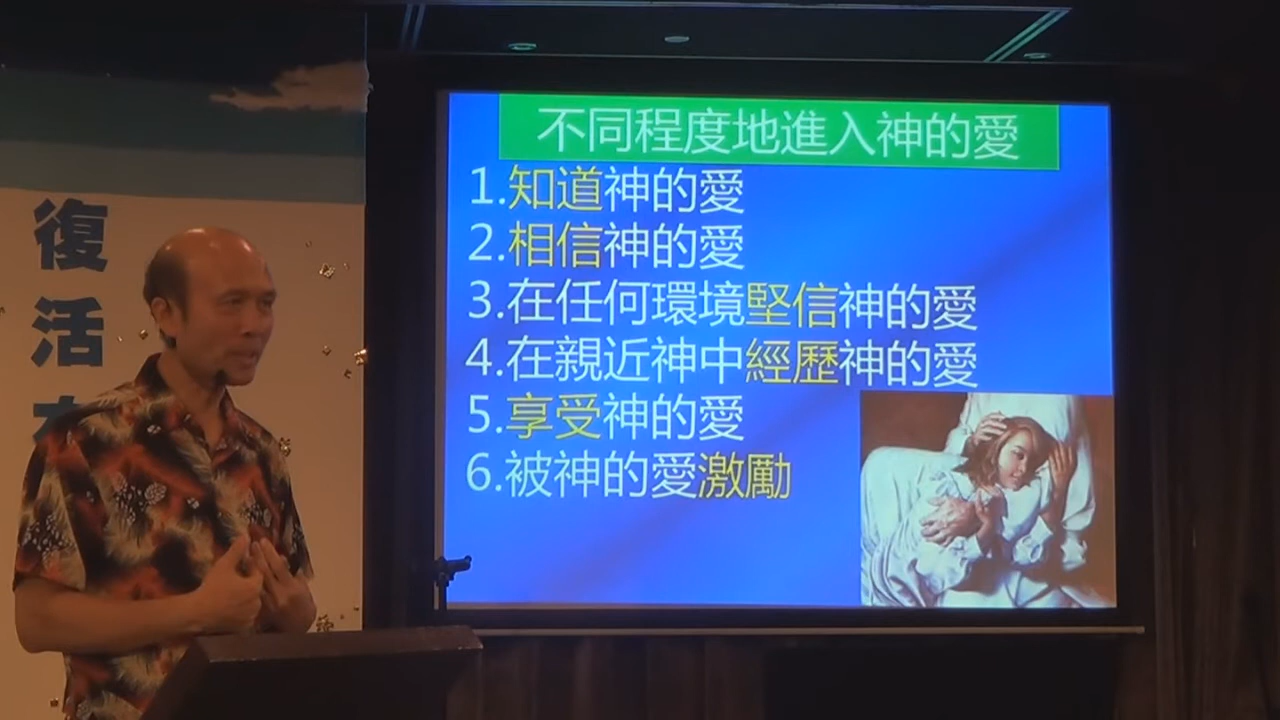 不同程度地進入神的愛
1.知道神的愛
2.相信神的愛
3.在任何環境堅信神的愛
4.在親近神中經歷神的愛
5.享受神的愛
6.被神的愛激勵
復活